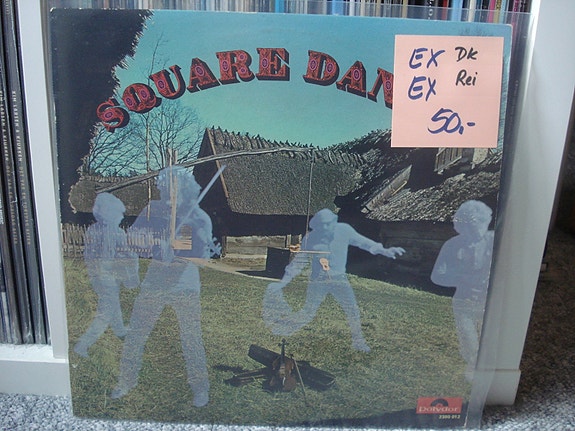 SQUARE DAN
EX DK
EX Rei
50.-
polydor